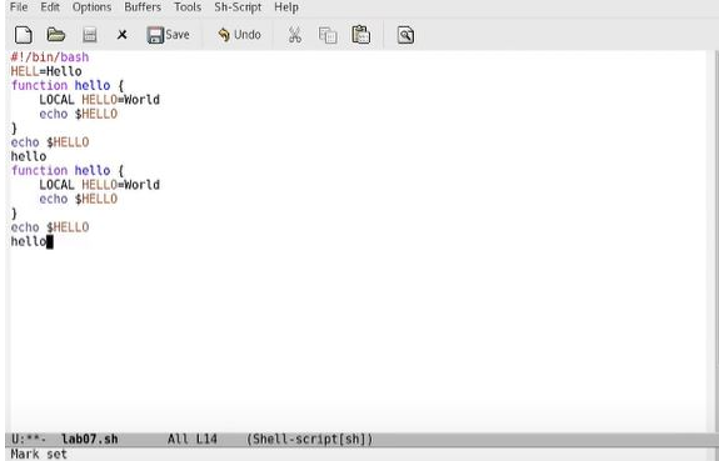 File Edit Options Buffers Tools Sh-Script Help
Save Undo
#!/bin/bash
HELL=Hello
function hello {
    LOCAL HELLO=World
    echo $HELLO
}
echo $HELLO
hello
function hello {
    LOCAL HELLO=World
    echo $HELLO
}
echo $HELLO
hello
U:**-  lab07.sh       All L14    (Shell-script[sh])
Mark set